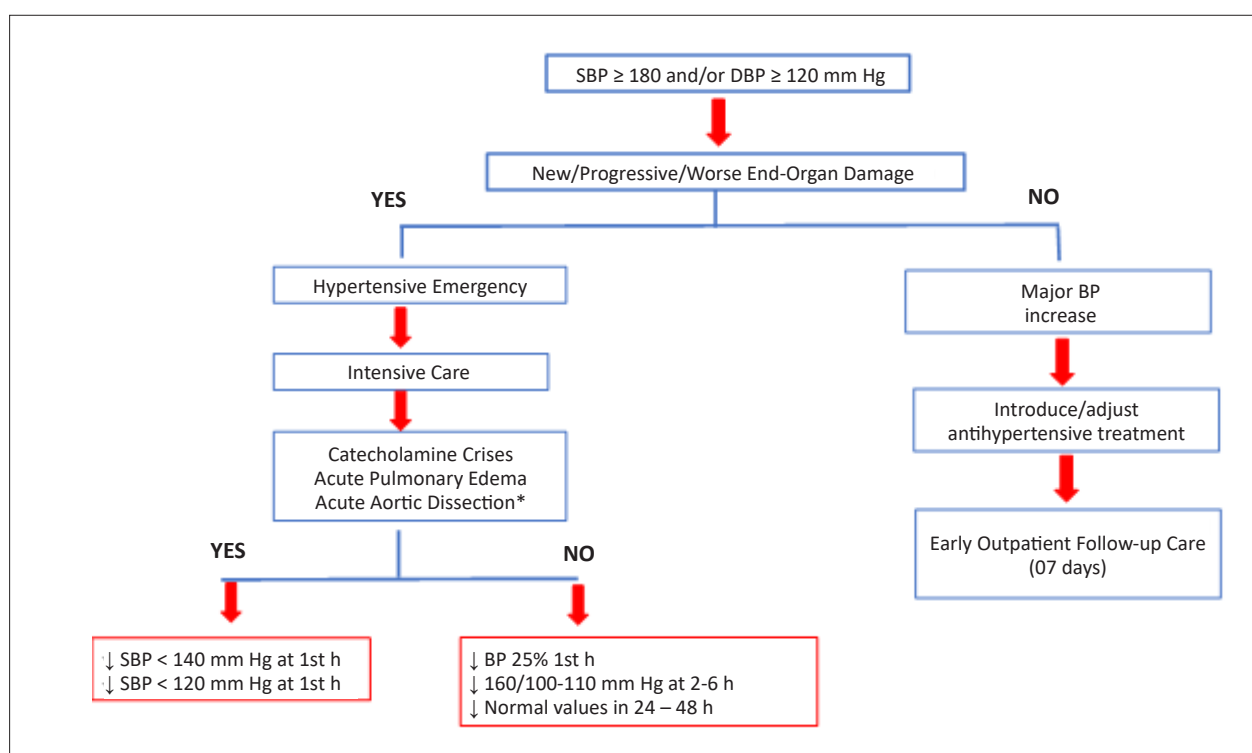 SBP ≥ 180 and/or DBP ≥ 120 mm Hg
New/Progressive/Worse End-Organ Damage
YES
NO
Hypertensive Emergency
Major BP
increase
Intensive Care
Introduce/adjust
antihypertensive treatment
Catecholamine Crises
Acute Pulmonary Edema
Acute Aortic Dissection*
Early Outpatient Follow-up Care
(07 days)
YES
NO
↓ SBP < 140 mm Hg at 1st h
↓ SBP < 120 mm Hg at 1st h
↓ BP 25% 1st h
↓ 160/100-110 mm Hg at 2-6 h
↓ Normal values in 24 – 48 h